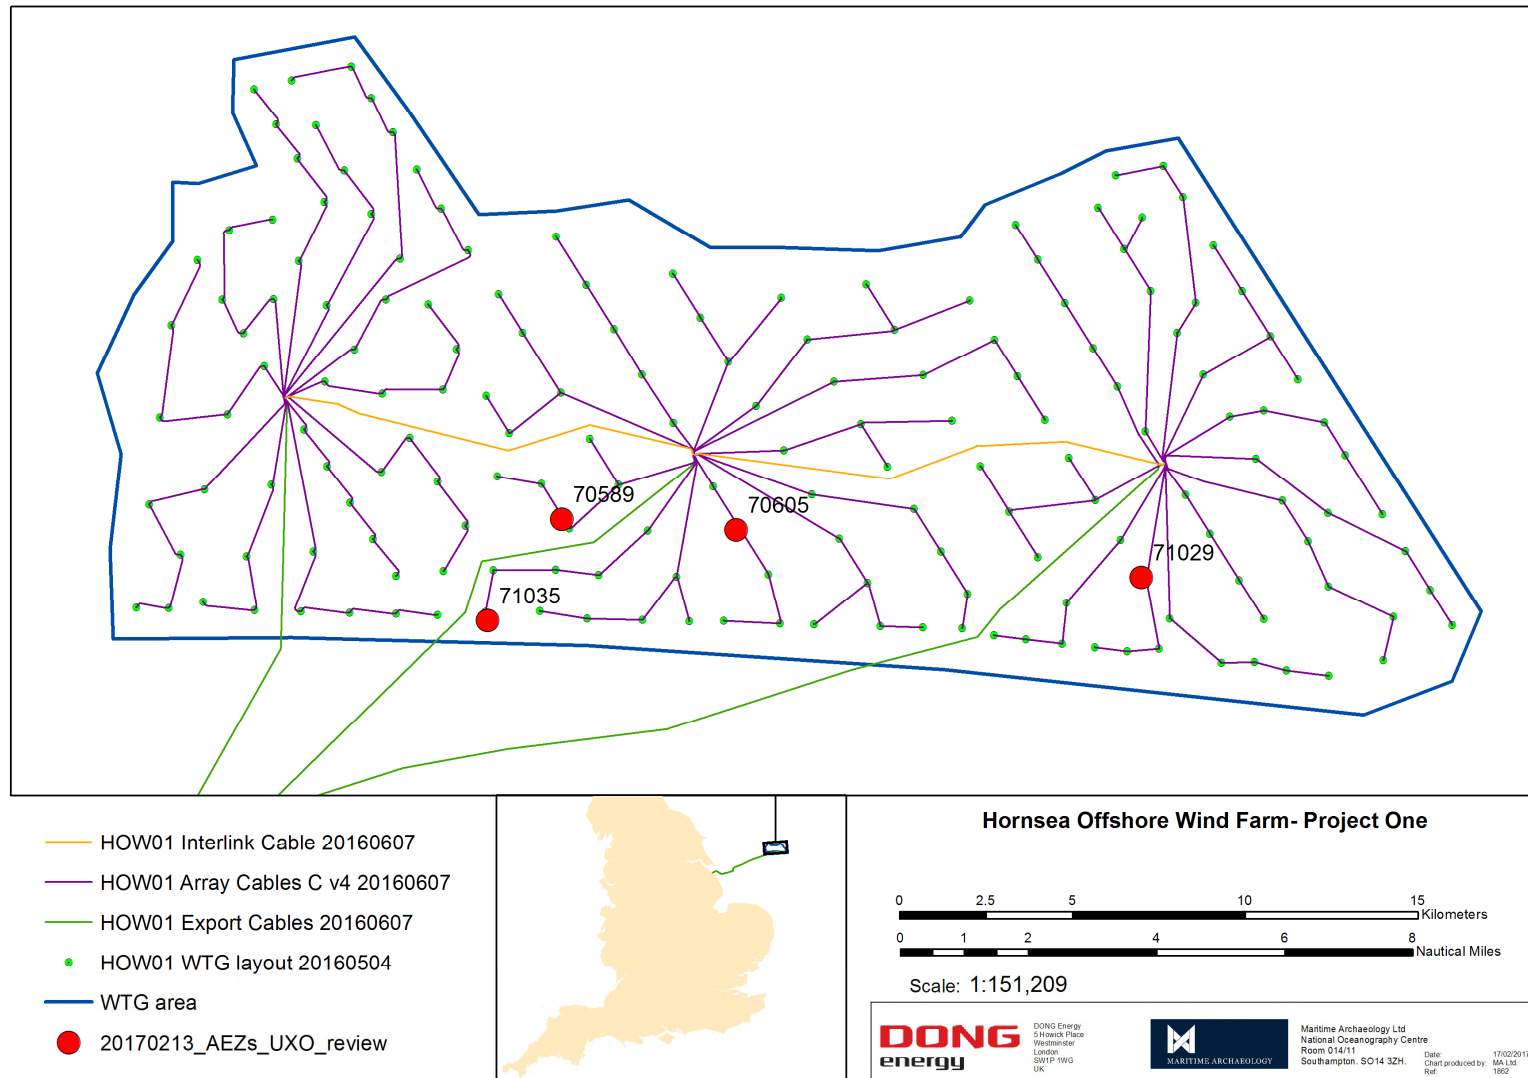 70589
70605
71029
71035
HOW01 Interlink Cable 20160607
HOW01 Array Cables C v4 20160607
HOW01 Export Cables 20160607
HOW01 WTG layout 20160504
WTG area
20170213_AEZs_UXO_review
Hornsea Offshore Wind Farm- Project One
0 2.5 5 10 15
Kilometers
0 1 2 4 6 8
Nautical Miles
Scale: 1:151,209
DONG
energy
DONG Energy
5 Howick Place
Westminster
London
SW1P 1WG
UK
MARITIME ARCHAEOLOGY
Maritime Archaeology Ltd
National Oceanography Centre
Room 014/11
Southampton. SO14 3ZH.
Date: 17/02/2017
Chart produced by: MA Ltd.
Ref: 1862